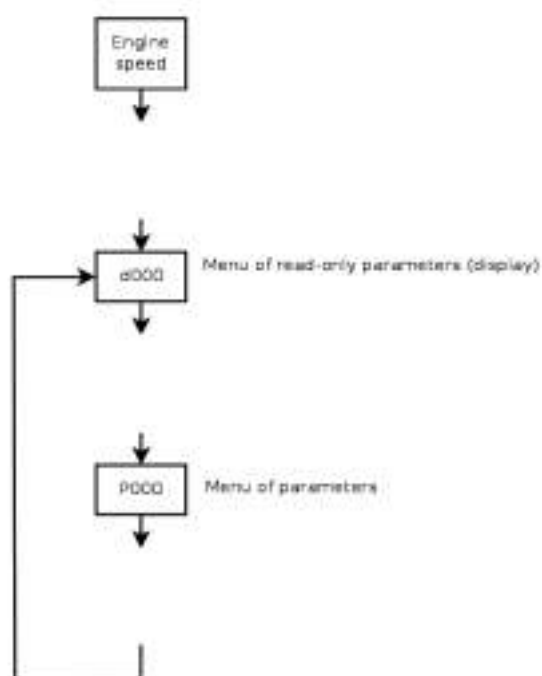 Engine
speed
d000
Menu of read-only parameters (display)
P000
Menu of parameters